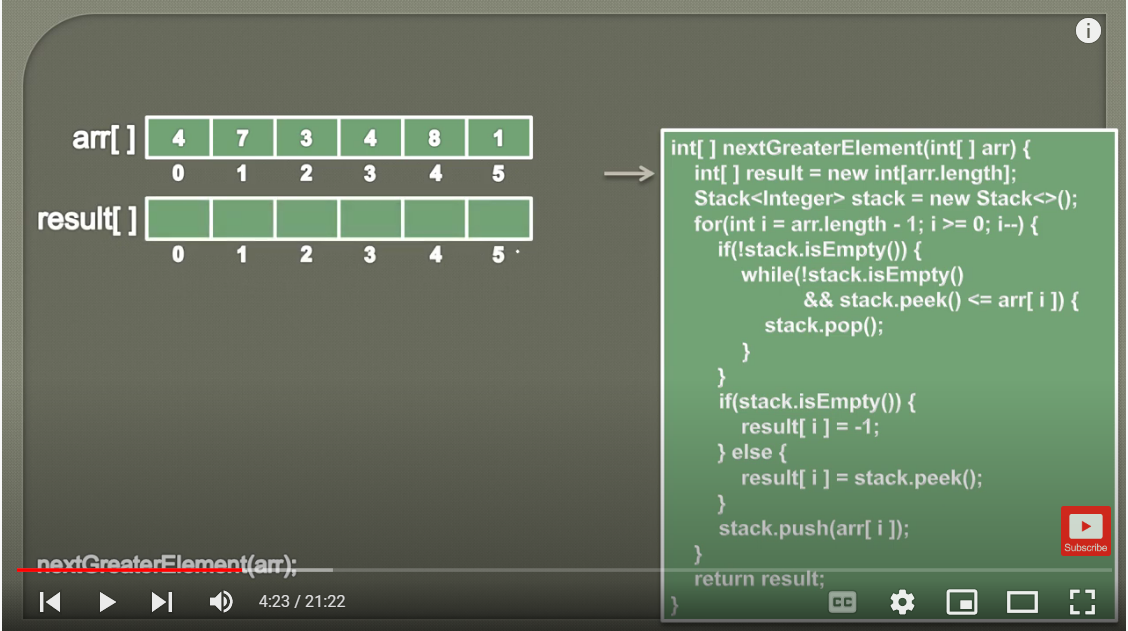 arr[ ] 4 7 3 4 8 1
0 1 2 3 4 5
result[ ]
0 1 2 3 4 5
int[ ] nextGreaterElement(int[ ] arr) {
int[ ] result = new int[arr.length];
Stack<Integer> stack = new Stack<>();
for(int i = arr.length - 1; i >= 0; i--) {
if(!stack.isEmpty()) {
while(!stack.isEmpty()
&& stack.peek() <= arr[ i ]) {
stack.pop();
}
}
if(stack.isEmpty()) {
result[ i ] = -1;
} else {
result[ i ] = stack.peek();
}
stack.push(arr[ i ]);
}
return result;
}
nextGreaterElement(arr);
Subscribe
4:23 / 21:22
CC
i